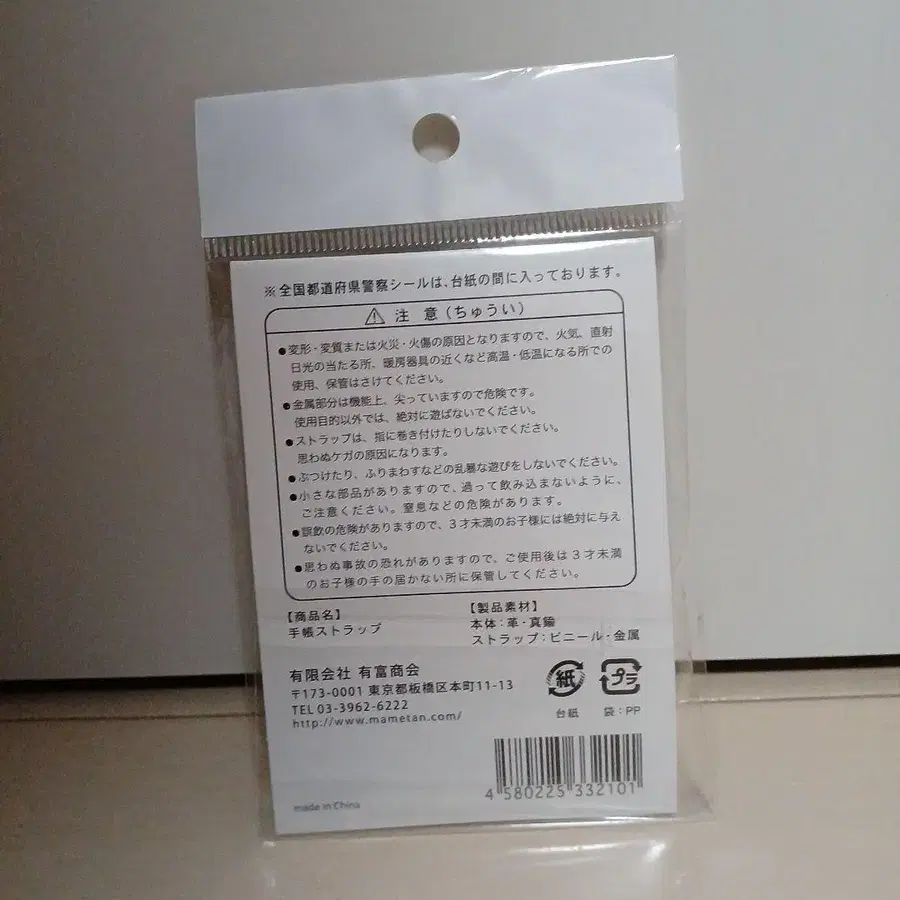 ※全国都道府県警察シールは、台紙の間に入っております。
注 意(ちゅうい)
●変形・変質または火災・火傷の原因となりますので、火気、直射
日光の当たる所、暖房器具の近くなど高温・低温になる所での
使用、保管はさけてください。
●金属部分は機能上、尖っていますので危険です。
使用目的以外では、絶対に遊ばないでください。
●ストラップは、指に巻き付けたりしないでください。
思わぬケガの原因になります。
●ぶつけたり、ふりまわすなどの乱暴な遊びをしないでください。
●小さな部品がありますので、過って飲み込まないように、
ご注意ください。窒息などの危険があります。
●誤飲の危険がありますので、3才未満のお子様には絶対に与え
ないでください。
●思わぬ事故の恐れがありますので、ご使用後は3才未満
のお子様の手の届かない所に保管してください。
【商品名】
手帳ストラップ
【製品素材】
本体:革・真鍮
ストラップ:ビニール・金属
有限会社 有富商会
〒173-0001 東京都板橋区本町11-13
TEL 03-3962-6222
http://www.mametan.com/
紙
台紙
プラ
袋:PP
4 580225 332101
made in China